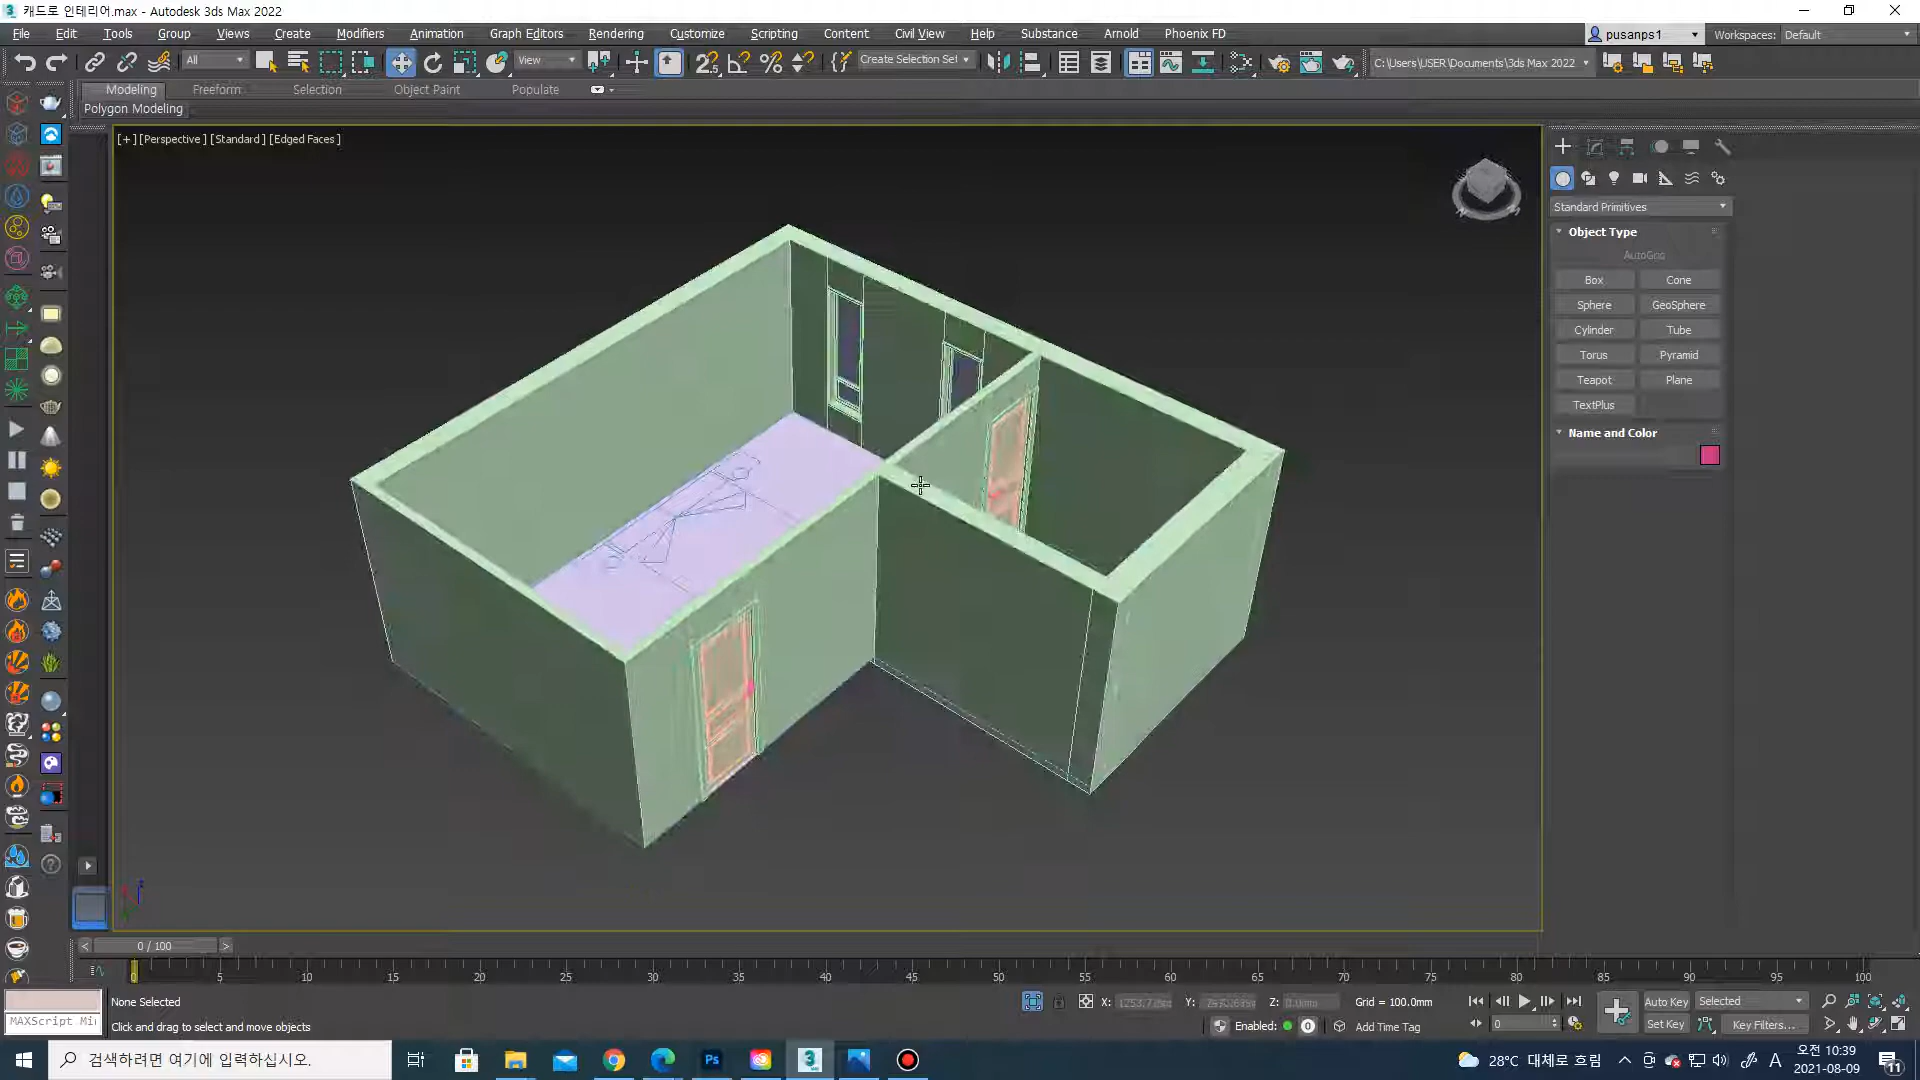 캐드로 인테리어.max - Autodesk 3ds Max 2022
File Edit Tools Group Views Create Modifiers Animation Graph Editors Rendering Customize Scripting Content Civil View Help Substance Arnold Phoenix FD
pusanps1 Workspaces: Default
All View Create Selection Set C:\Users\USER\Documents\3ds Max 2022
Modeling Freeform Selection Object Paint Populate
Polygon Modeling
[+] [Perspective] [Standard] [Edged Faces]
Standard Primitives
Object Type
AutoGrid
Box Cone
Sphere GeoSphere
Cylinder Tube
Torus Pyramid
Teapot Plane
TextPlus
Name and Color
0 / 100
0 5 10 15 20 25 30 35 40 45 50 55 60 65 70 75 80 85 90 95 100
None Selected
X: Y: Z: Grid = 100.0mm
Auto Key Selected
MAXScript Mi
Click and drag to select and move objects
Enabled: 0 Add Time Tag
0
Set Key Key Filters...
검색하려면 여기에 입력하십시오.
28°C 대체로 흐림
A
오전 10:39
2021-08-09
11